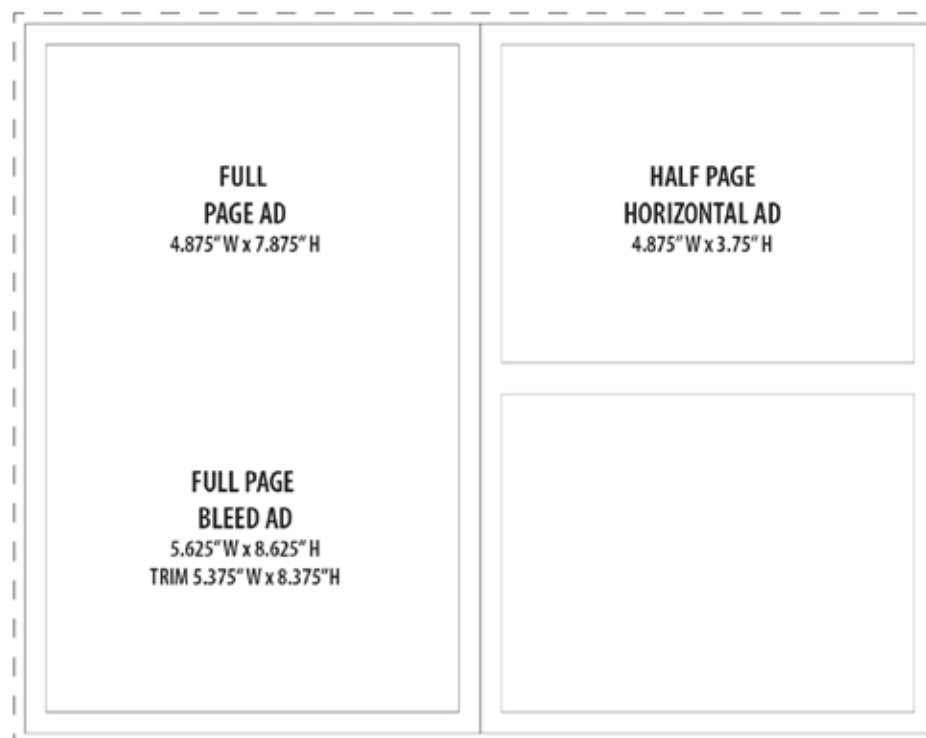 FULL
PAGE AD
4.875" W x 7.875" H
FULL PAGE
BLEED AD
5.625" W x 8.625" H
TRIM 5.375" W x 8.375"H
HALF PAGE
HORIZONTAL AD
4.875" W x 3.75" H